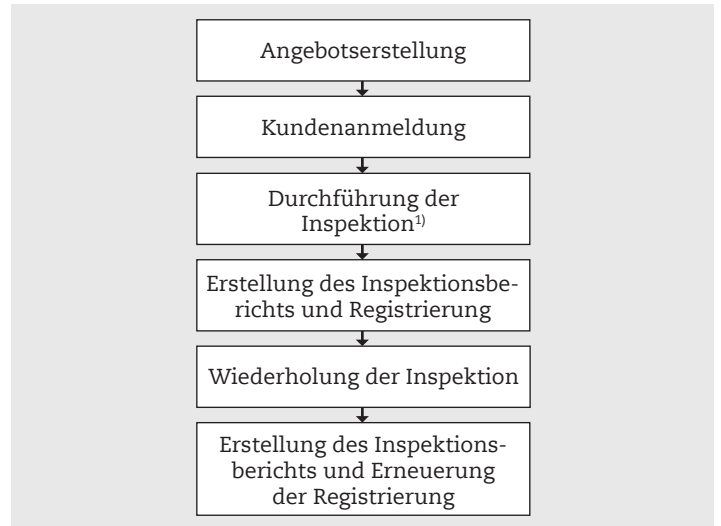 Angebotserstellung
Kundenanmeldung
Durchführung der
Inspektion¹⁾
Erstellung des Inspektionsbe-
richts und Registrierung
Wiederholung der Inspektion
Erstellung des Inspektions-
berichts und Erneuerung
der Registrierung